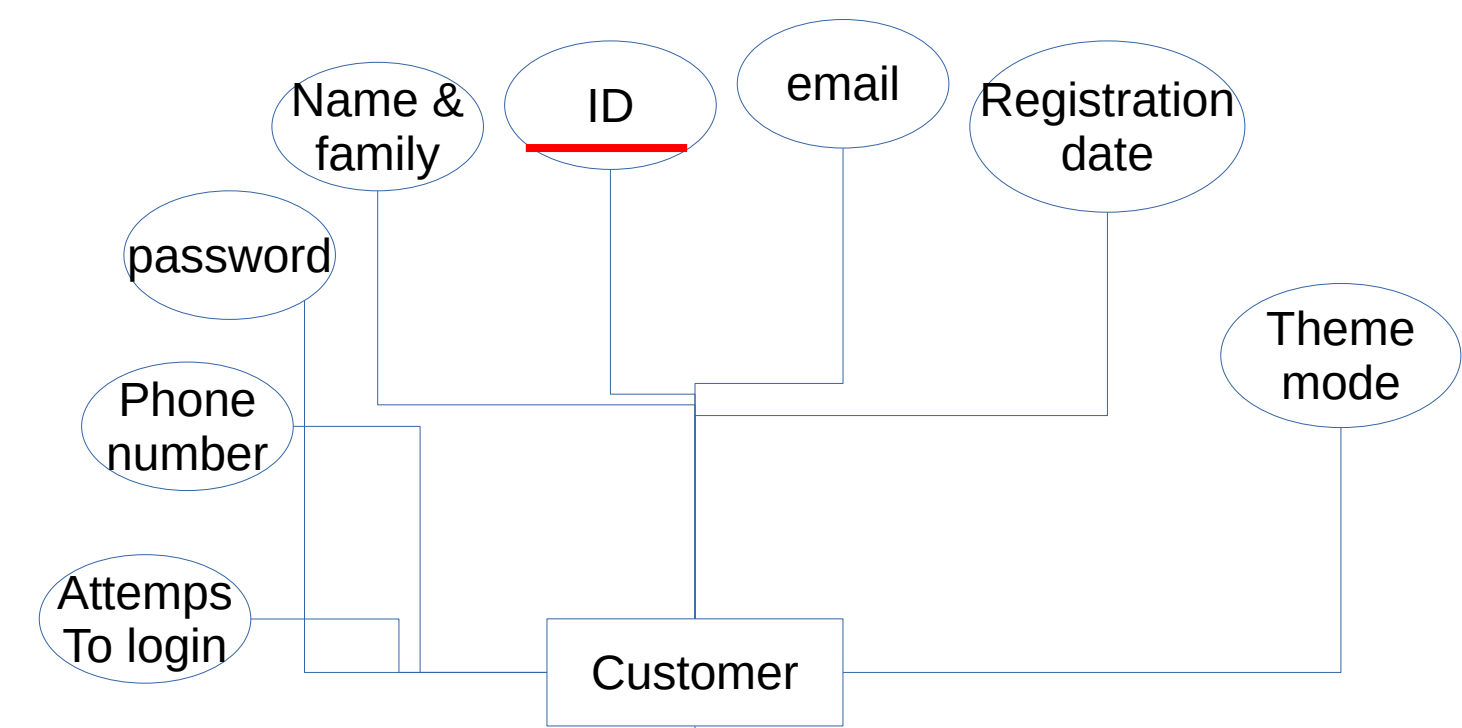 Name &
family
ID
email
Registration
date
password
Theme
mode
Phone
number
Attemps
To login
Customer